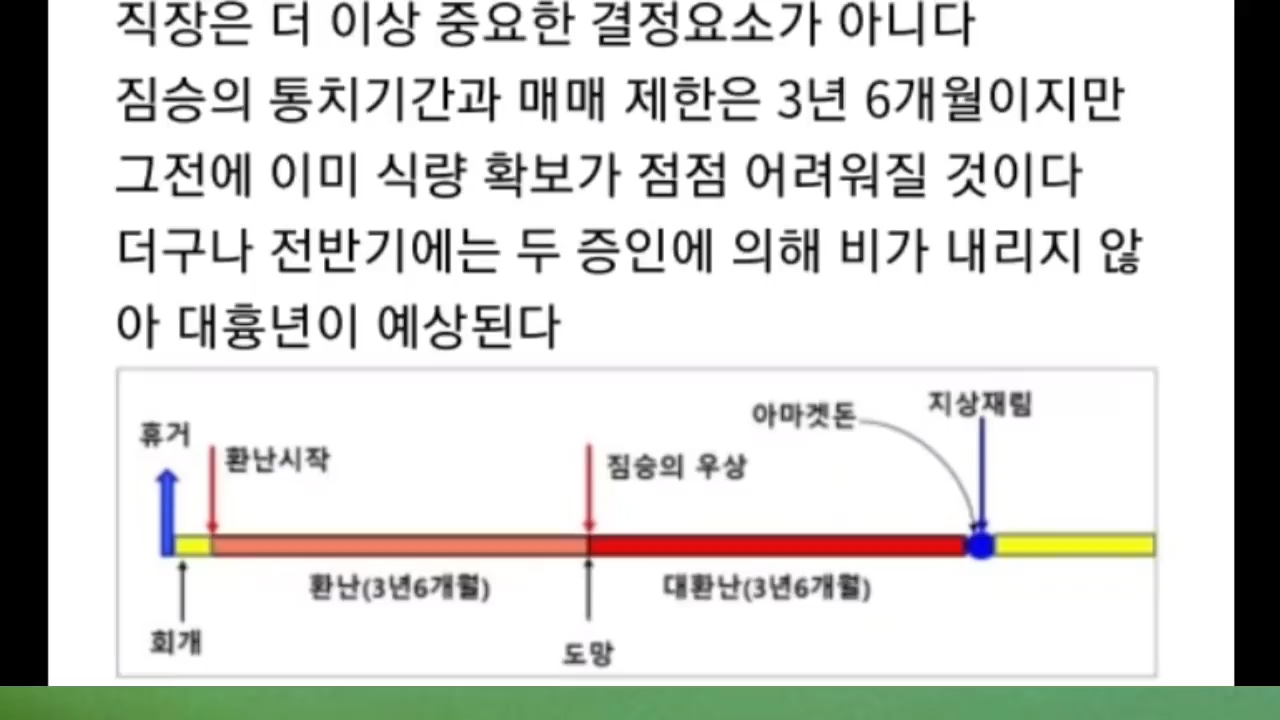 직장은 더 이상 중요한 결정요소가 아니다
짐승의 통치기간과 매매 제한은 3년 6개월이지만
그전에 이미 식량 확보가 점점 어려워질 것이다
더구나 전반기에는 두 증인에 의해 비가 내리지 않
아 대흉년이 예상된다
휴거
환난시작
짐승의 우상
아마겟돈
지상재림
환난(3년6개월)
대환난(3년6개월)
회개
도망